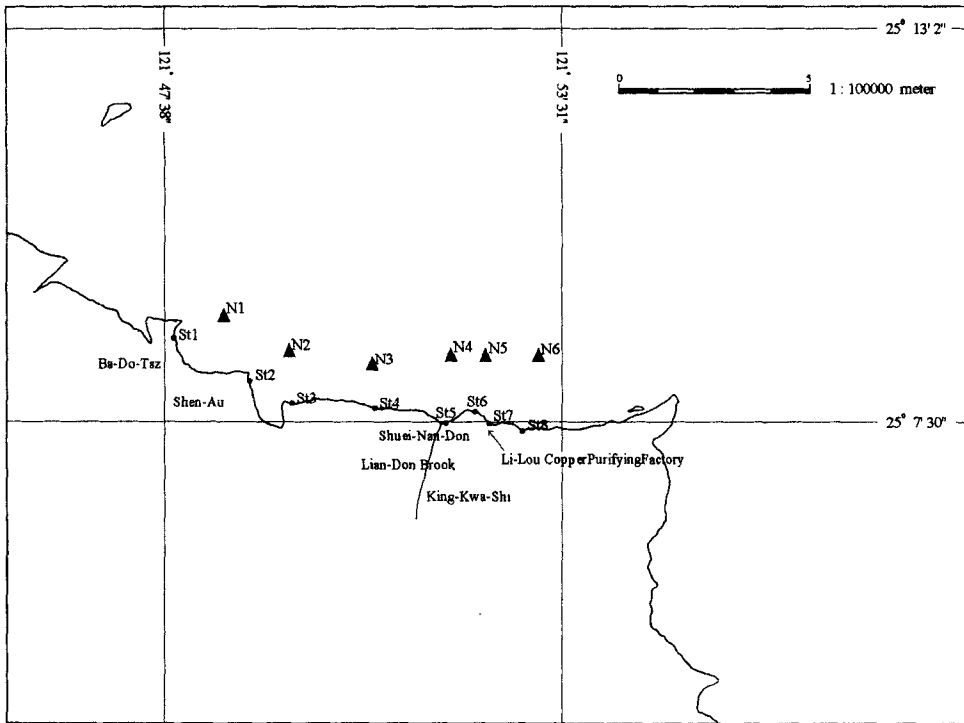 25° 13' 2"
121° 47' 38"
121° 53' 31"
0 5
1 : 100000 meter
N1
St1
N2
N3
N4
N5
N6
Ba-Do-Tsz
St2
Shen-Au
St3
St4
St5
St6
St7
St8
25° 7' 30"
Shuei-Nan-Don
Lian-Don Brook
Li-Lou CopperPurifyingFactory
King-Kwa-Shi